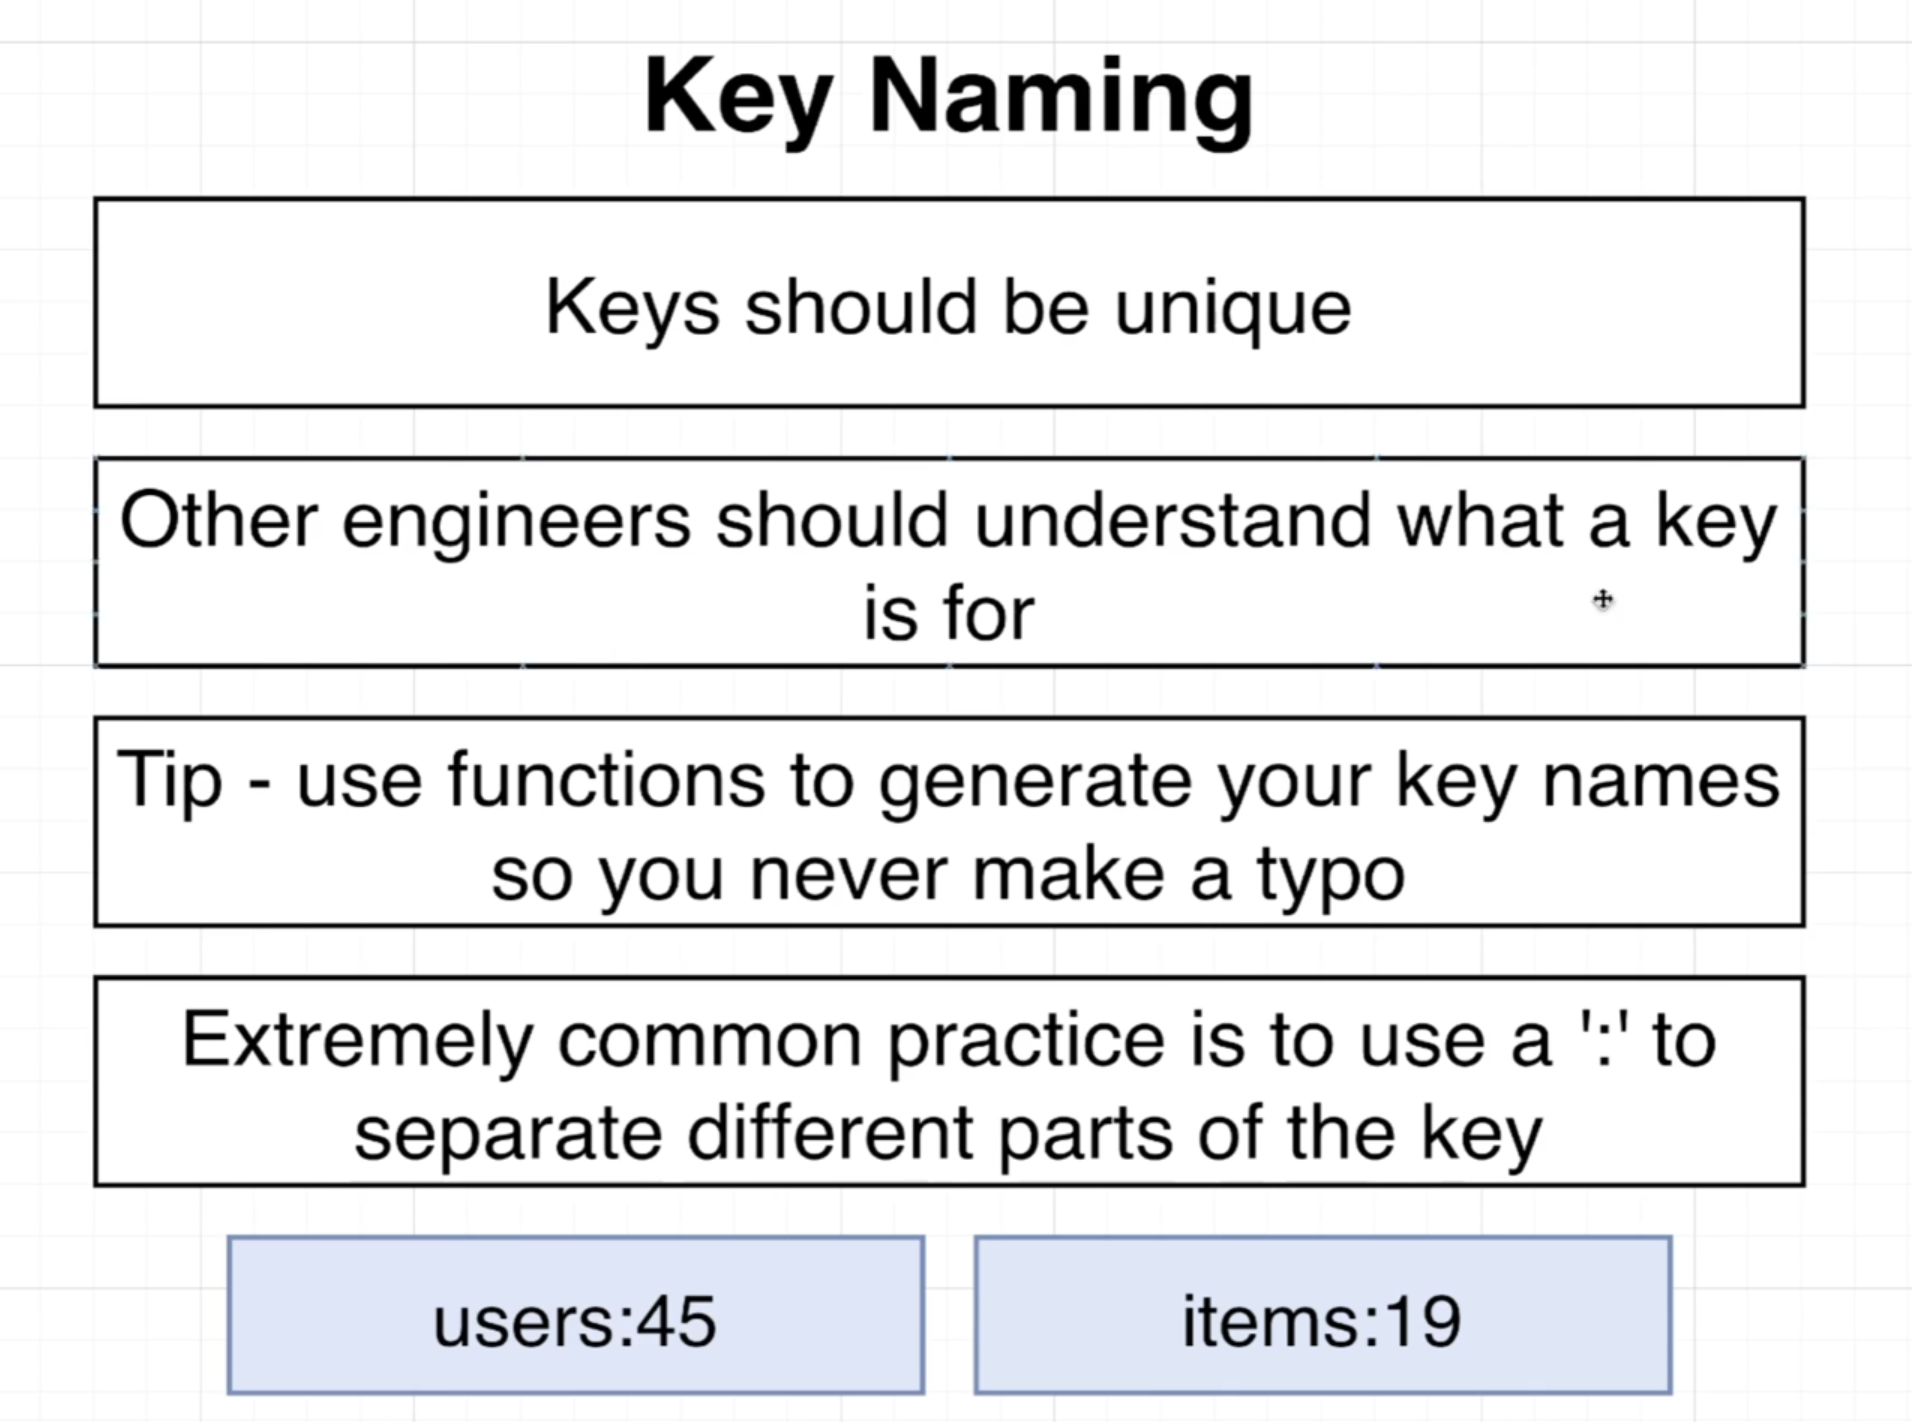 Key Naming
Keys should be unique
Other engineers should understand what a key
is for
Tip - use functions to generate your key names
so you never make a typo
Extremely common practice is to use a ':' to
separate different parts of the key
users:45
items:19